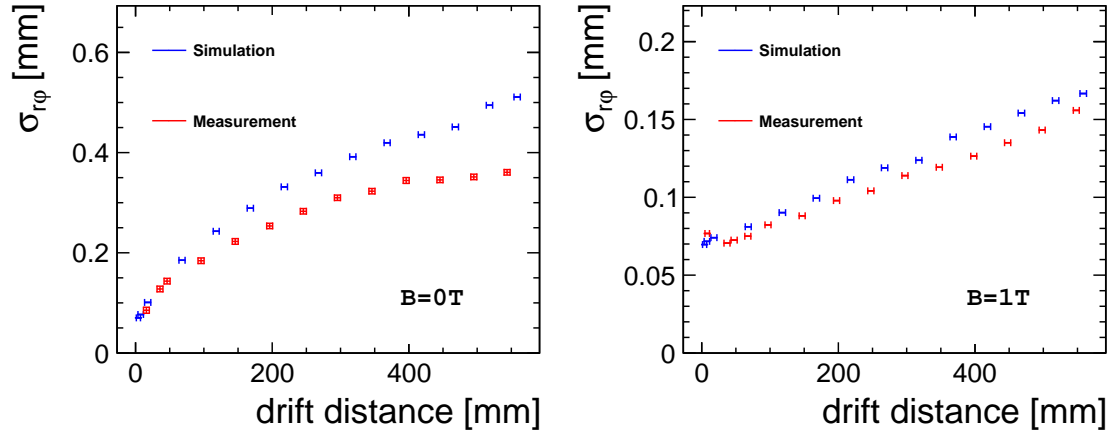 σrφ [mm]
0.6
0.4
0.2
0
Simulation
Measurement
B=0T
0 200 400
drift distance [mm]
σrφ [mm]
0.2
0.15
0.1
0.05
0
Simulation
Measurement
B=1T
0 200 400
drift distance [mm]